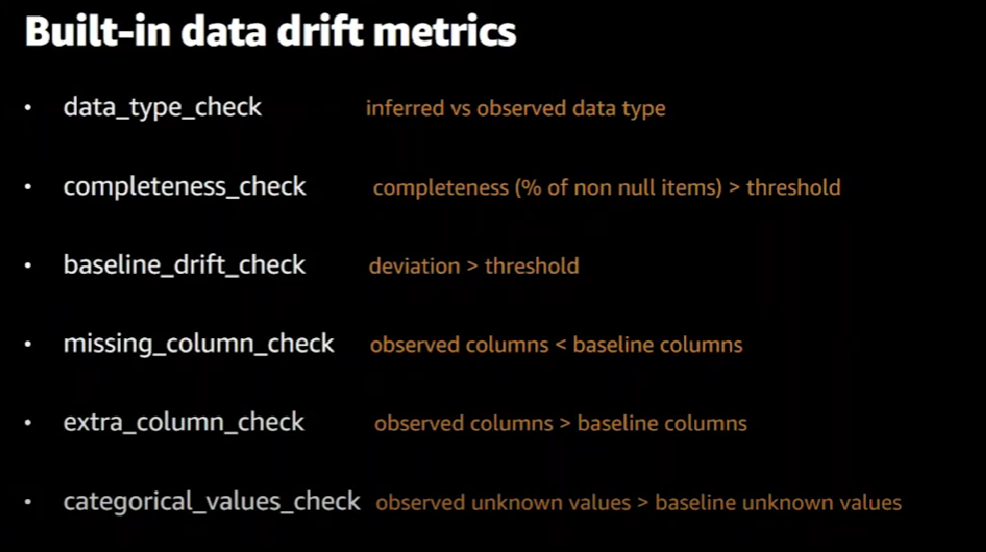 Built-in data drift metrics
• data_type_check inferred vs observed data type
• completeness_check completeness (% of non null items) > threshold
• baseline_drift_check deviation > threshold
• missing_column_check observed columns < baseline columns
• extra_column_check observed columns > baseline columns
• categorical_values_check observed unknown values > baseline unknown values